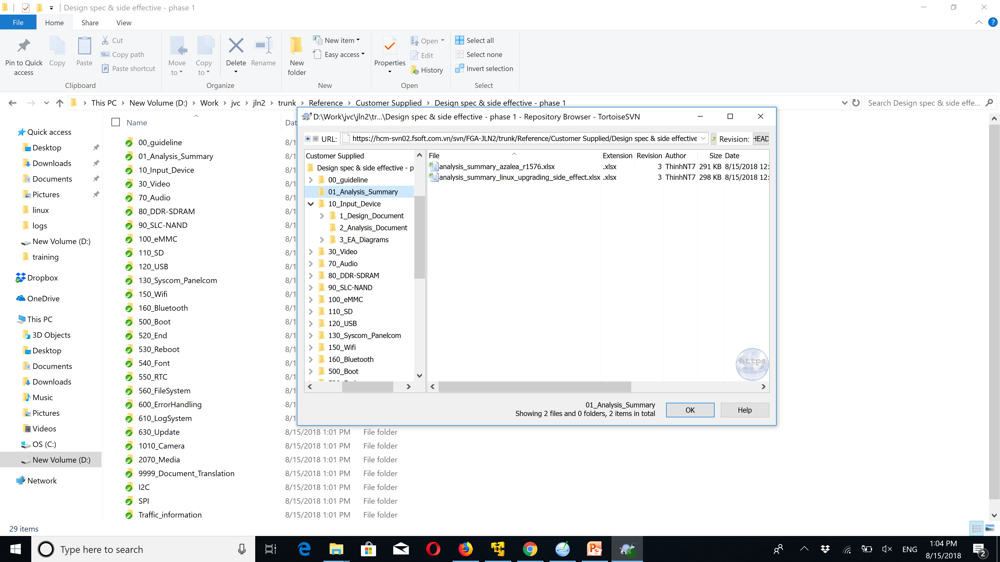 Design spec & side effective - phase 1
File Home Share View
Pin to Quick access
Copy
Paste
Cut
Copy path
Paste shortcut
Clipboard
Move to
Copy to
Delete
Rename
Organize
New folder
New item
Easy access
New
Properties
Open
Edit
History
Open
Select all
Select none
Invert selection
Select
This PC New Volume (D:) Work jvc jln2 trunk Reference Customer Supplied Design spec & side effective - phase 1
Search Design spec & side effe...
Quick access
Desktop
Downloads
Documents
Pictures
linux
logs
New Volume (D:)
training
Dropbox
OneDrive
This PC
3D Objects
Desktop
Documents
Downloads
Music
Pictures
Videos
OS (C:)
New Volume (D:)
Network
Name Dat
00_guideline 8/1
01_Analysis_Summary 8/1
10_Input_Device 8/1
30_Video 8/1
70_Audio 8/1
80_DDR-SDRAM 8/1
90_SLC-NAND 8/1
100_eMMC 8/1
110_SD 8/1
120_USB 8/1
130_Syscom_Panelcom 8/1
150_Wifi 8/1
160_Bluetooth 8/1
500_Boot 8/1
520_End 8/1
530_Reboot 8/1
540_Font 8/1
550_RTC 8/1
560_FileSystem 8/1
600_ErrorHandling 8/1
610_LogSystem 8/1
630_Update 8/15/2018 1:01 PM File folder
1010_Camera 8/15/2018 1:01 PM File folder
2070_Media 8/15/2018 1:01 PM File folder
9999_Document_Translation 8/15/2018 1:01 PM File folder
I2C 8/15/2018 1:01 PM File folder
SPI 8/15/2018 1:01 PM File folder
Traffic_information 8/15/2018 1:01 PM File folder
29 items
D:\Work\jvc\jln2\tr...\Design spec & side effective - phase 1 - Repository Browser - TortoiseSVN
URL: https://hcm-svn02.fsoft.com.vn/svn/FGA-JLN2/trunk/Reference/Customer Supplied/Design spec & side effective Revision: HEAD
Customer Supplied
Design spec & side effective - p
00_guideline
01_Analysis_Summary
10_Input_Device
1_Design_Document
2_Analysis_Document
3_EA_Diagrams
30_Video
70_Audio
80_DDR-SDRAM
90_SLC-NAND
100_eMMC
110_SD
120_USB
130_Syscom_Panelcom
150_Wifi
160_Bluetooth
500_Boot
File Extension Revision Author Size Date
analysis_summary_azalea_r1576.xlsx .xlsx 3 ThinhNT7 291 KB 8/15/2018 12:
analysis_summary_linux_upgrading_side_effect.xlsx .xlsx 3 ThinhNT7 298 KB 8/15/2018 12:
https
01_Analysis_Summary
Showing 2 files and 0 folders, 2 items in total
OK
Help
Type here to search
ENG
1:04 PM
8/15/2018
2